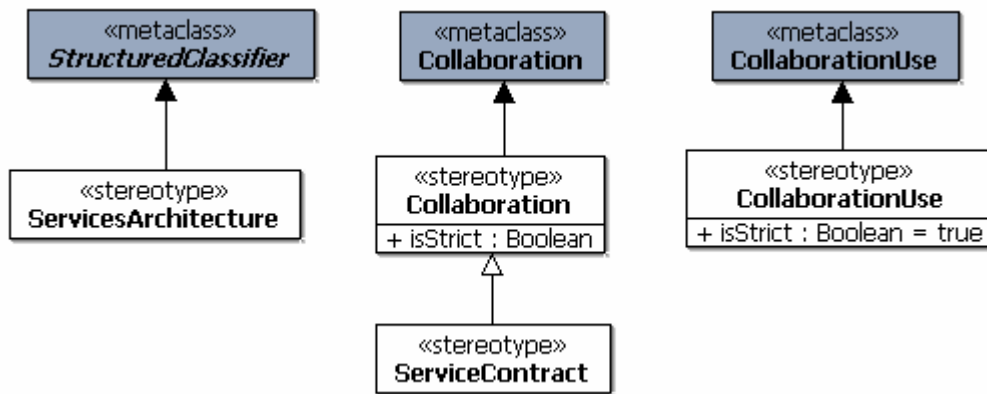 «metaclass»
StructuredClassifier
«stereotype»
ServicesArchitecture
«metaclass»
Collaboration
«stereotype»
Collaboration
+ isStrict : Boolean
«stereotype»
ServiceContract
«metaclass»
CollaborationUse
«stereotype»
CollaborationUse
+ isStrict : Boolean = true